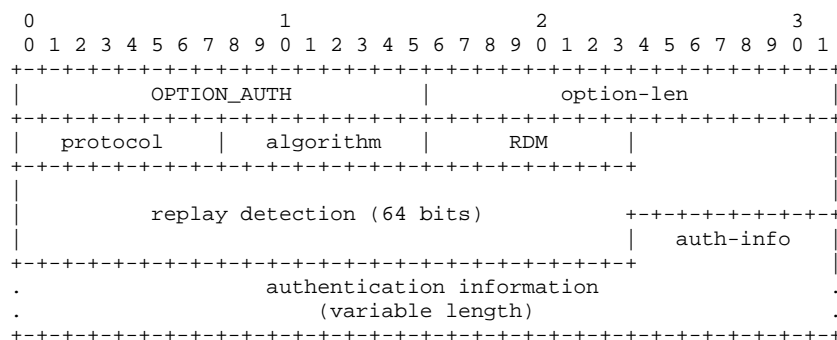 0                   1                   2                   3
 0 1 2 3 4 5 6 7 8 9 0 1 2 3 4 5 6 7 8 9 0 1 2 3 4 5 6 7 8 9 0 1
+-+-+-+-+-+-+-+-+-+-+-+-+-+-+-+-+-+-+-+-+-+-+-+-+-+-+-+-+-+-+-+-+
|          OPTION_AUTH          |          option-len           |
+-+-+-+-+-+-+-+-+-+-+-+-+-+-+-+-+-+-+-+-+-+-+-+-+-+-+-+-+-+-+-+-+
|   protocol    |   algorithm   |      RDM      |               |
+-+-+-+-+-+-+-+-+-+-+-+-+-+-+-+-+-+-+-+-+-+-+-+-+               |
|                                                               |
|          replay detection (64 bits)           +-+-+-+-+-+-+-+-+
|                                               |   auth-info   |
+-+-+-+-+-+-+-+-+-+-+-+-+-+-+-+-+-+-+-+-+-+-+-+-+               |
.                   authentication information                  .
.                       (variable length)                       .
+-+-+-+-+-+-+-+-+-+-+-+-+-+-+-+-+-+-+-+-+-+-+-+-+-+-+-+-+-+-+-+-+